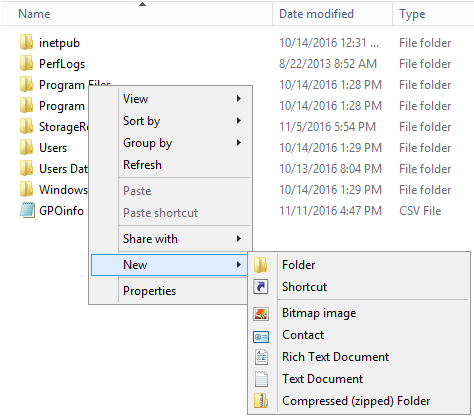 Name Date modified Type
inetpub 10/14/2016 12:31 ... File folder
PerfLogs 8/22/2013 8:52 AM File folder
Program Files 10/14/2016 1:28 PM File folder
Program 10/14/2016 1:28 PM File folder
StorageRe 11/5/2016 5:54 PM File folder
Users 10/14/2016 1:29 PM File folder
Users Dat 10/13/2016 8:04 PM File folder
Windows 10/14/2016 1:29 PM File folder
GPOinfo 11/11/2016 4:47 PM CSV File
View
Sort by
Group by
Refresh
Paste
Paste shortcut
Share with
New
Properties
Folder
Shortcut
Bitmap image
Contact
Rich Text Document
Text Document
Compressed (zipped) Folder